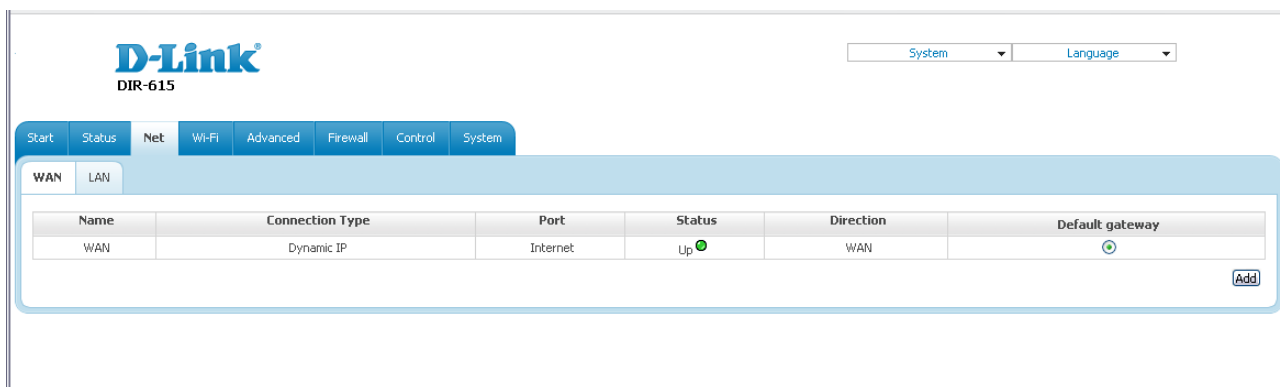 D-Link®
System Language
DIR-615
Start Status Net Wi-Fi Advanced Firewall Control System
WAN LAN
Name Connection Type Port Status Direction Default gateway
WAN Dynamic IP Internet Up WAN
Add